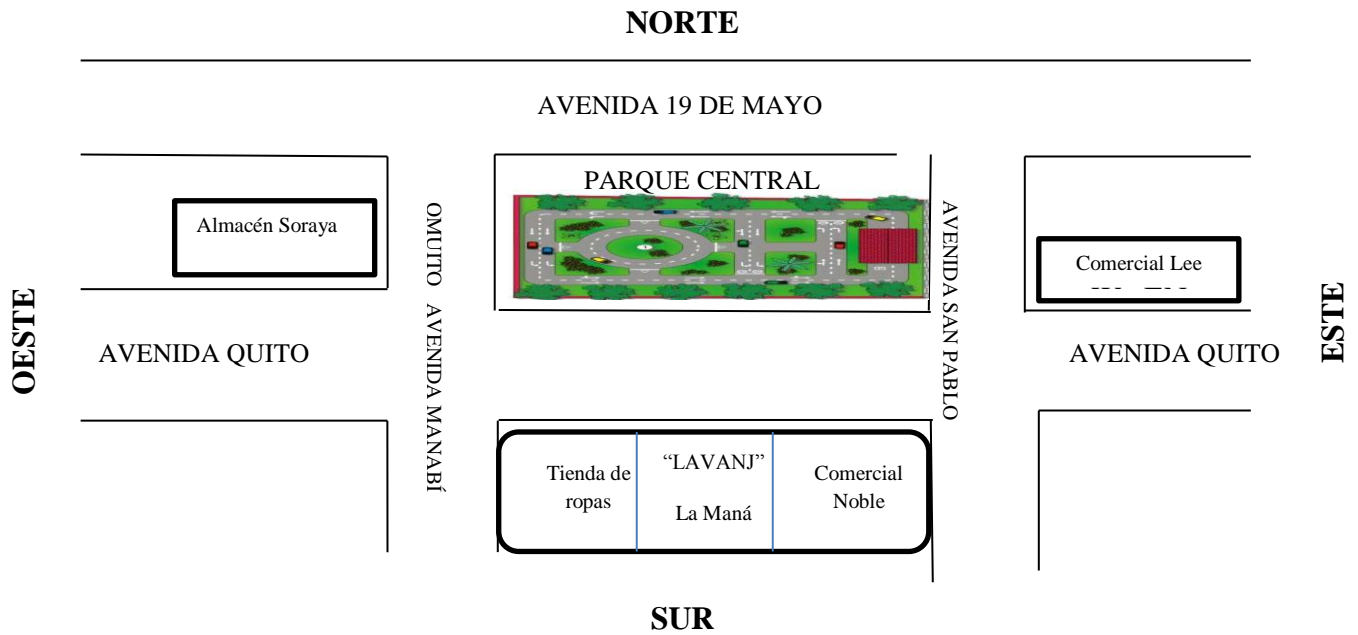 NORTE
AVENIDA 19 DE MAYO
PARQUE CENTRAL
Almacén Soraya
OMUITO AVENIDA MANABÍ
AVENIDA SAN PABLO
Comercial Lee
OESTE
AVENIDA QUITO
AVENIDA QUITO
ESTE
Tienda de
ropas
“LAVANJ”
La Maná
Comercial
Noble
SUR